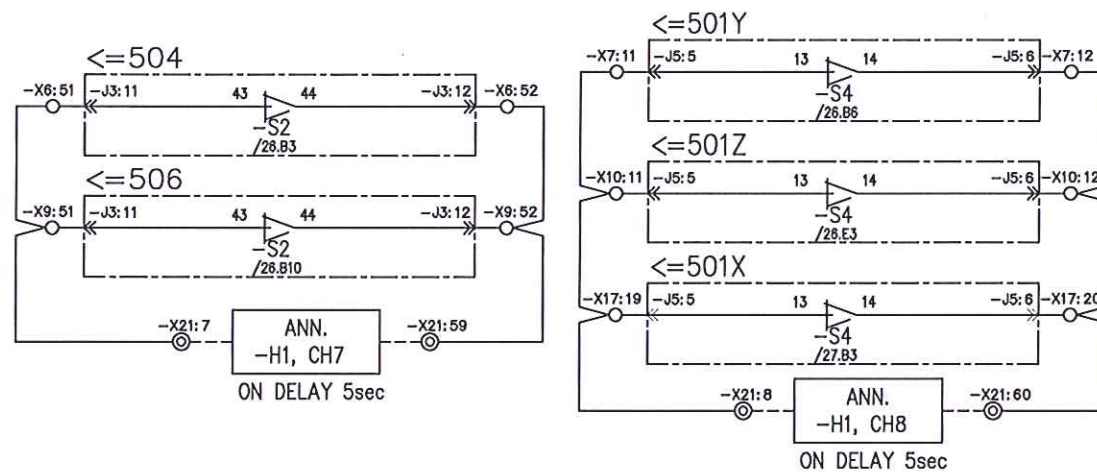 <=504
-X6:51 -J3:11 43 44 -J3:12 -X6:52
-S2
/26.B3
<=506
-X9:51 -J3:11 43 44 -J3:12 -X9:52
-S2
/26.B10
-X21:7 ANN. -X21:59
-H1, CH7
ON DELAY 5sec
<=501Y
-X7:11 -J5:5 13 14 -J5:6 -X7:12
-S4
/26.B6
<=501Z
-X10:11 -J5:5 13 14 -J5:6 -X10:12
-S4
/26.E3
<=501X
-X17:19 -J5:5 13 14 -J5:6 -X17:20
-S4
/27.B3
-X21:8 ANN. -X21:60
-H1, CH8
ON DELAY 5sec